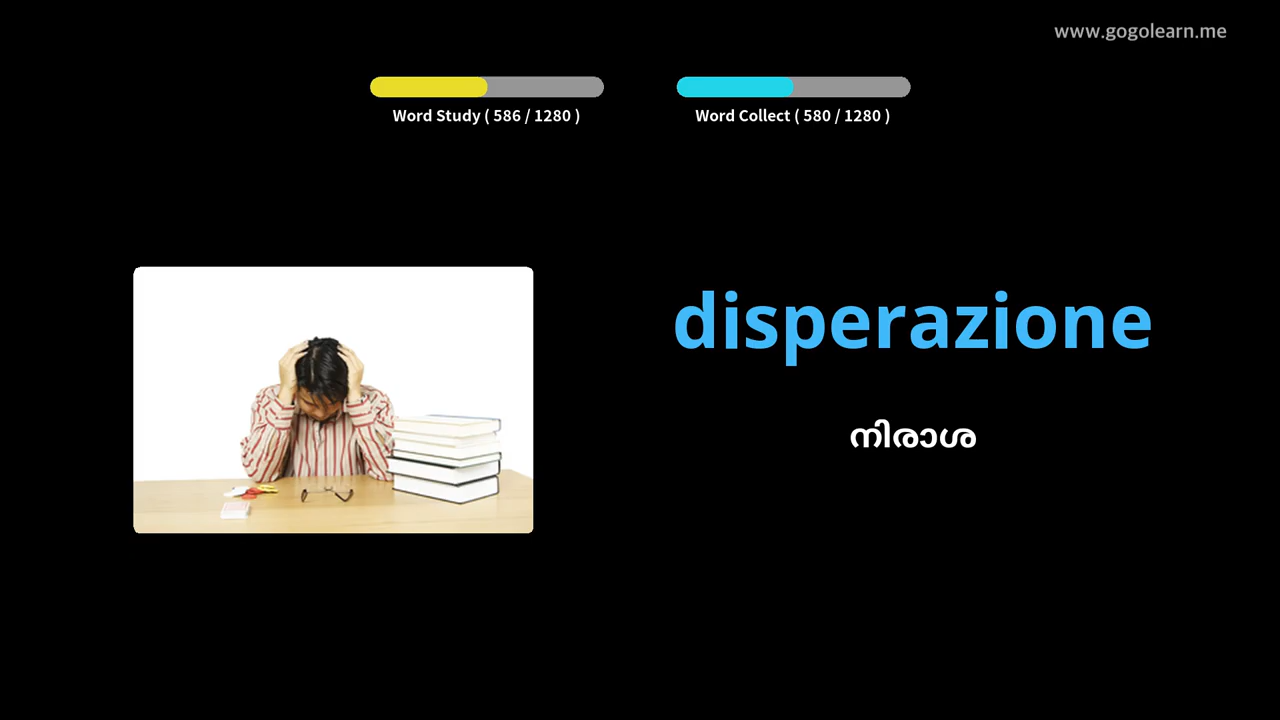 www.gogolearn.me
Word Study ( 586 / 1280 )
Word Collect ( 580 / 1280 )
disperazione
നിരാശ